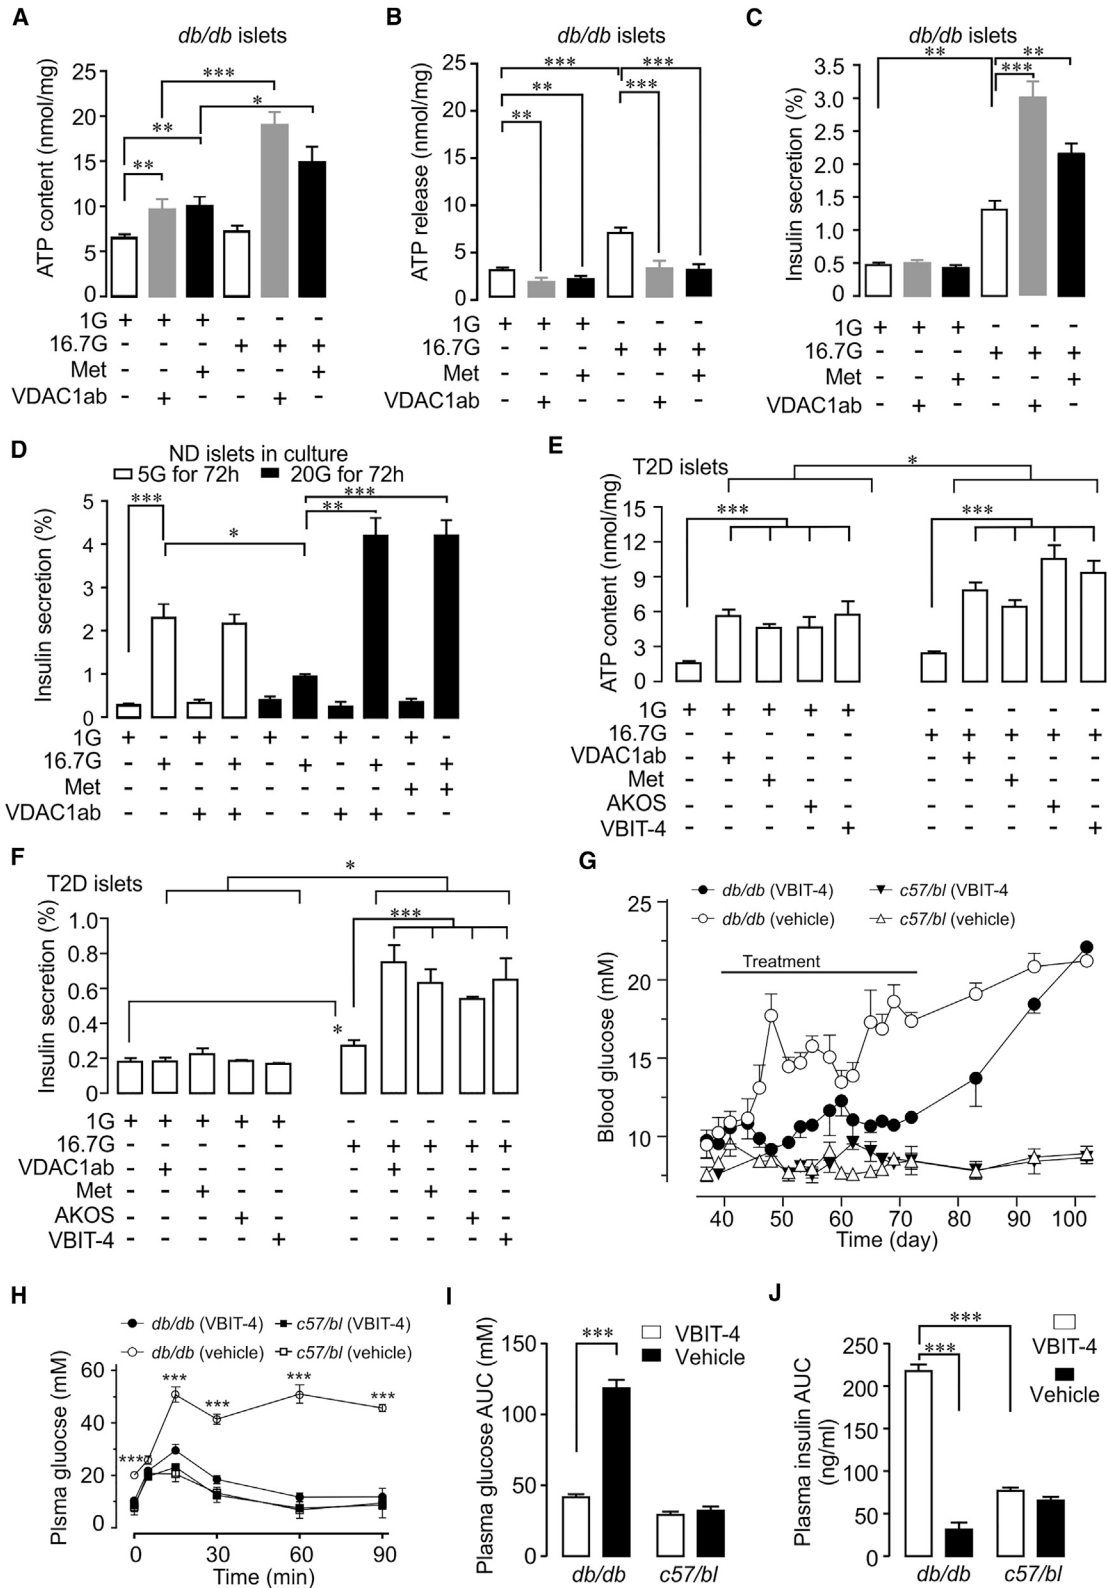 A
db/db islets
ATP content (nmol/mg)
25
20
15
10
5
0
***
*
**
**
1G + + + - - -
16.7G - - - + + +
Met - - + - - +
VDAC1ab - + - - + -
B
db/db islets
ATP release (nmol/mg)
25
20
15
10
5
0
*** ***
**
***
**
1G + + + - - -
16.7G - - - + + +
Met - - + - - +
VDAC1ab - + - - + -
C
db/db islets
Insulin secretion (%)
3.5
3.0
2.5
2.0
1.5
1.0
0.5
0
** **
***
1G + + + - - -
16.7G - - - + + +
Met - - + - - +
VDAC1ab - + - - + -
D
ND islets in culture
5G for 72h 20G for 72h
Insulin secretion (%)
5
4
3
2
1
0
*** ***
**
*
1G + - + - + - + - + -
16.7G - + - + - + - + - +
Met - - - - - - - - + +
VDAC1ab - - + + - - + + - -
E
T2D islets
ATP content (nmol/mg)
15
12
9
6
3
0
*
*** ***
1G + + + + + - - - - -
16.7G - - - - - + + + + +
VDAC1ab - + - - - - + - - -
Met - - + - - - - + - -
AKOS - - - + - - - - + -
VBIT-4 - - - - + - - - - +
F
T2D islets
Insulin secretion (%)
1.0
0.8
0.6
0.4
0.2
0
*
***
*
1G + + + + + - - - - -
16.7G - - - - - + + + + +
VDAC1ab - + - - - - + - - -
Met - - + - - - - + - -
AKOS - - - + - - - - + -
VBIT-4 - - - - + - - - - +
G
db/db (VBIT-4) c57/bl (VBIT-4
db/db (vehicle) c57/bl (vehicle)
Treatment
Blood glucose (mM)
25
20
15
10
40 50 60 70 80 90 100
Time (day)
H
db/db (VBIT-4) c57/bl (VBIT-4)
db/db (vehicle) c57/bl (vehicle)
Plsma gluocse (mM)
60
40
20
0
*** *** *** *** ***
0 30 60 90
Time (min)
I
VBIT-4
Vehicle
Plasma glucose AUC (mM)
150
100
50
0
***
db/db c57/bl
J
VBIT-4
Vehicle
Plasma insulin AUC
(ng/ml)
250
200
150
100
50
0
***
***
db/db c57/bl